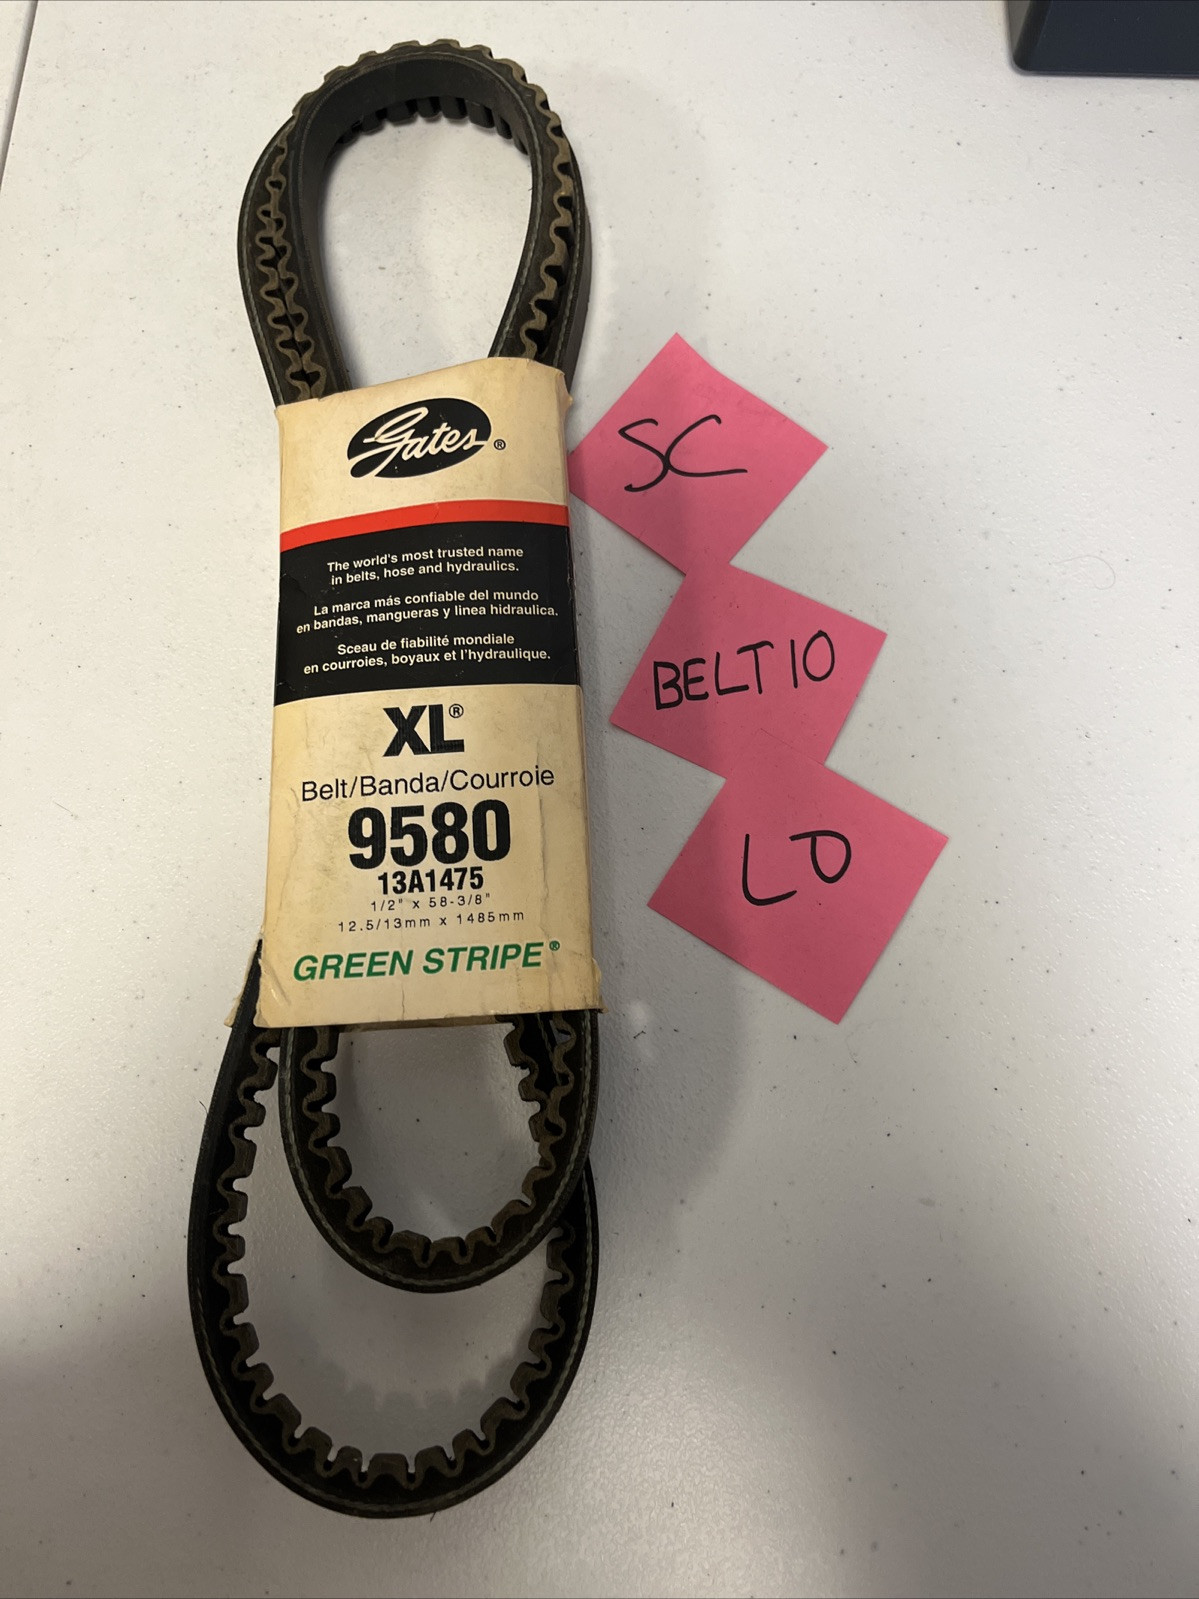 Gates®
The world's most trusted name
in belts, hose and hydraulics.
La marca más confiable del mundo
en bandas, mangueras y linea hidraulica.
Sceau de fiabilité mondiale
en courroies, boyaux et l'hydraulique.
XL®
Belt/Banda/Courroie
9580
13A1475
1/2" x 58-3/8"
12.5/13mm x 1485mm
GREEN STRIPE®
SC
BELT10
LO